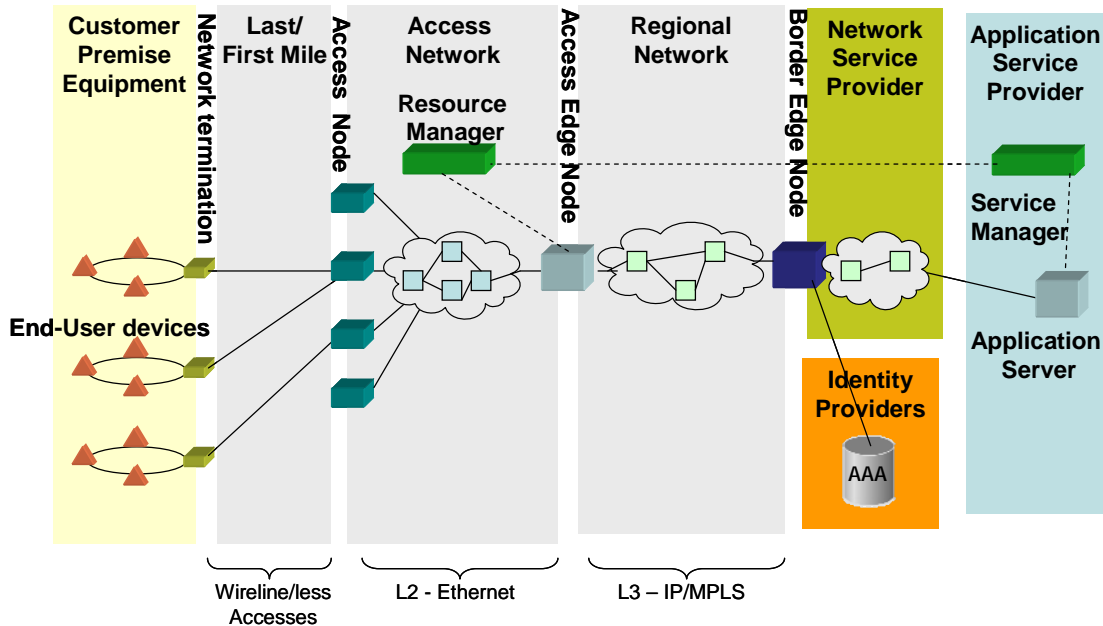 Customer
Premise
Equipment
Network termination
Last/
First Mile
Access Node
Access
Network
Resource
Manager
Access Edge Node
Regional
Network
Border Edge Node
Network
Service
Provider
Application
Service
Provider
Service
Manager
End-User devices
Application
Server
Identity
Providers
AAA
Wireline/less
Accesses
L2 - Ethernet
L3 – IP/MPLS